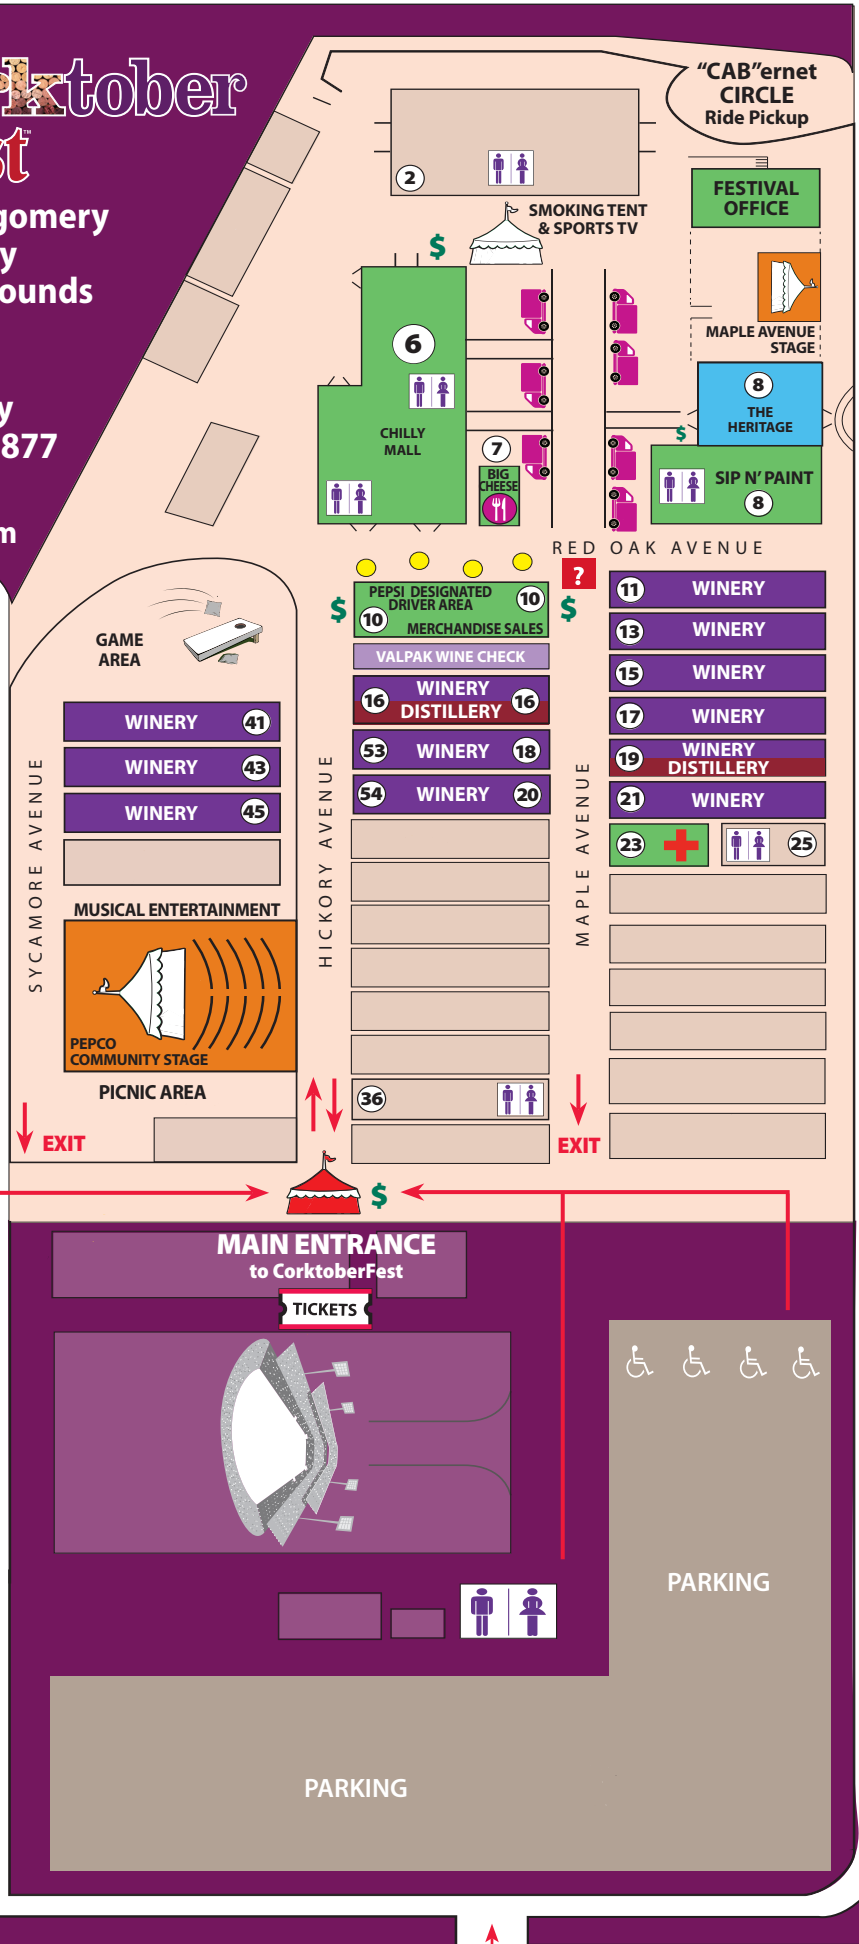 rktober
st™
gomery
y
ounds
y
877
m
"CAB"ernet
CIRCLE
Ride Pickup
2
FESTIVAL
OFFICE
SMOKING TENT
& SPORTS TV
$
MAPLE AVENUE
STAGE
6
CHILLY
MALL
7
BIG
CHEESE
8
THE
HERITAGE
$
SIP N' PAINT
8
RED OAK AVENUE
?
$
PEPSI DESIGNATED
DRIVER AREA
10
10
MERCHANDISE SALES
$
VALPAK WINE CHECK
16 WINERY 16
DISTILLERY
53 WINERY 18
54 WINERY 20
36
11 WINERY
13 WINERY
15 WINERY
17 WINERY
19 WINERY
DISTILLERY
21 WINERY
23
25
GAME
AREA
WINERY 41
WINERY 43
WINERY 45
SYCAMORE AVENUE
HICKORY AVENUE
MAPLE AVENUE
MUSICAL ENTERTAINMENT
PEPCO
COMMUNITY STAGE
PICNIC AREA
EXIT
EXIT
$
MAIN ENTRANCE
to CorktoberFest
TICKETS
PARKING
PARKING